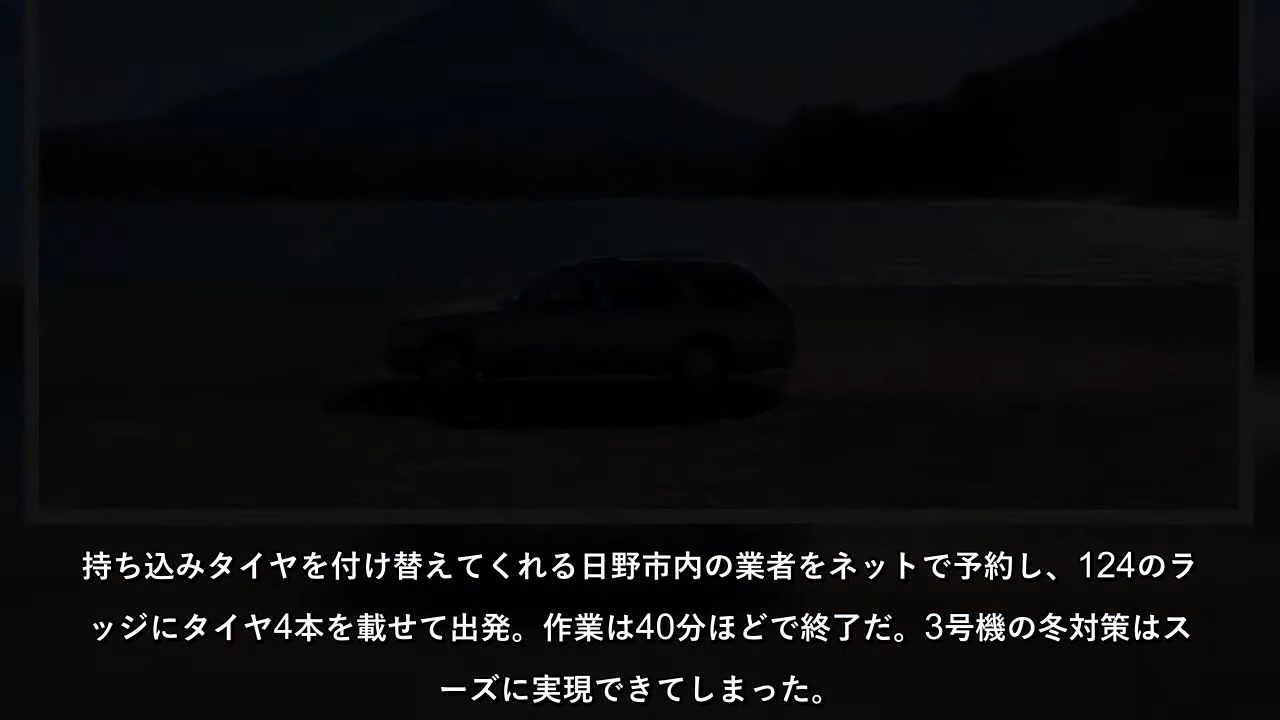 持ち込みタイヤを付け替えてくれる日野市内の業者をネットで予約し、124のラ
ッジにタイヤ4本を載せて出発。作業は40分ほどで終了だ。3号機の冬対策はス
ーズに実現できてしまった。